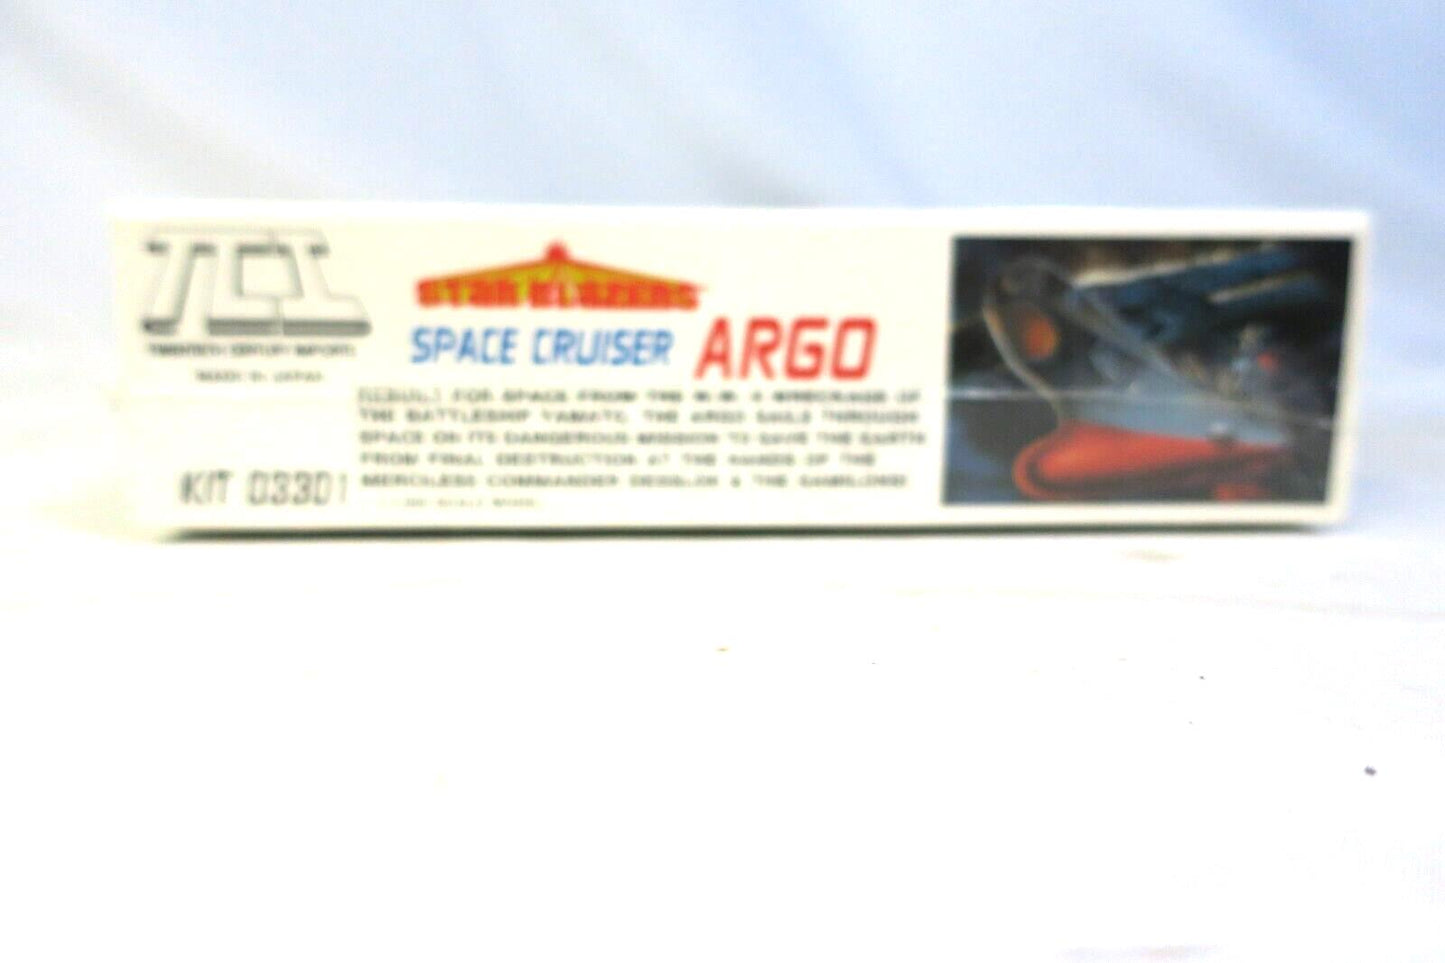 TCI
TWENTIETH CENTURY IMPORTS
MADE IN JAPAN
KIT 03301
STAR BLAZERS
SPACE CRUISER ARGO
REBUILT FOR SPACE FROM THE W.W. II WRECKAGE OF
THE BATTLESHIP YAMATO, THE ARGO SAILS THROUGH
SPACE ON ITS DANGEROUS MISSION TO SAVE THE EARTH
FROM FINAL DESTRUCTION AT THE HANDS OF THE
MERCILESS COMMANDER DESSLOK & THE GAMILONS!
SCALE MODEL